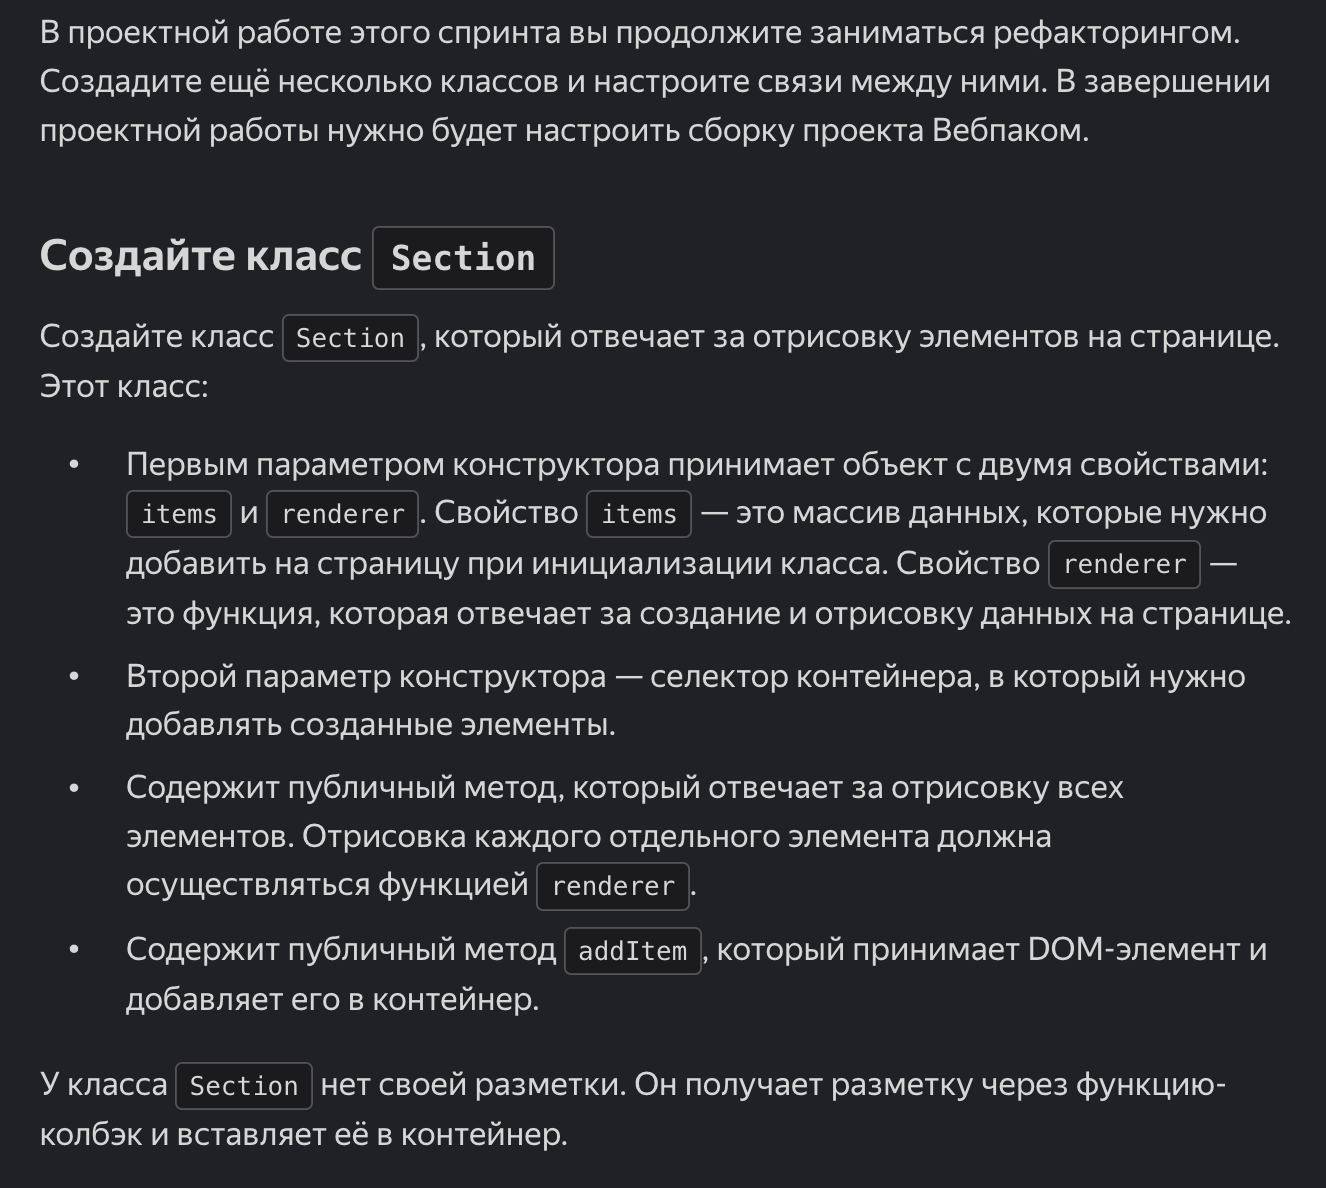 В проектной работе этого спринта вы продолжите заниматься рефакторингом.
Создадите ещё несколько классов и настроите связи между ними. В завершении
проектной работы нужно будет настроить сборку проекта Вебпаком.
Создайте класс Section
Создайте класс Section, который отвечает за отрисовку элементов на странице.
Этот класс:
• Первым параметром конструктора принимает объект с двумя свойствами:
items и renderer. Свойство items — это массив данных, которые нужно
добавить на страницу при инициализации класса. Свойство renderer —
это функция, которая отвечает за создание и отрисовку данных на странице.
• Второй параметр конструктора — селектор контейнера, в который нужно
добавлять созданные элементы.
• Содержит публичный метод, который отвечает за отрисовку всех
элементов. Отрисовка каждого отдельного элемента должна
осуществляться функцией renderer.
• Содержит публичный метод addItem, который принимает DOM-элемент и
добавляет его в контейнер.
У класса Section нет своей разметки. Он получает разметку через функцию-
колбэк и вставляет её в контейнер.